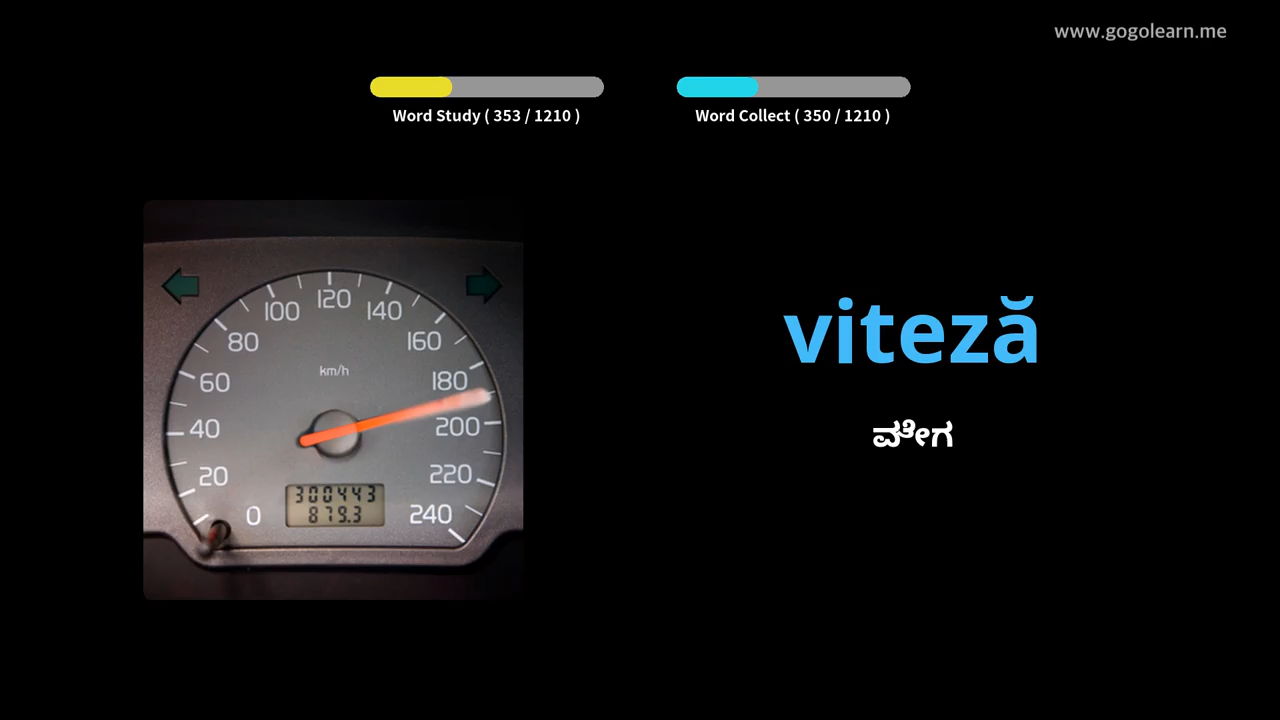 www.gogolearn.me
Word Study ( 353 / 1210 )
Word Collect ( 350 / 1210 )
120
100
140
80
160
km/h
60
180
40
200
20
220
300443
0
240
879.3
viteză
ವೇಗ